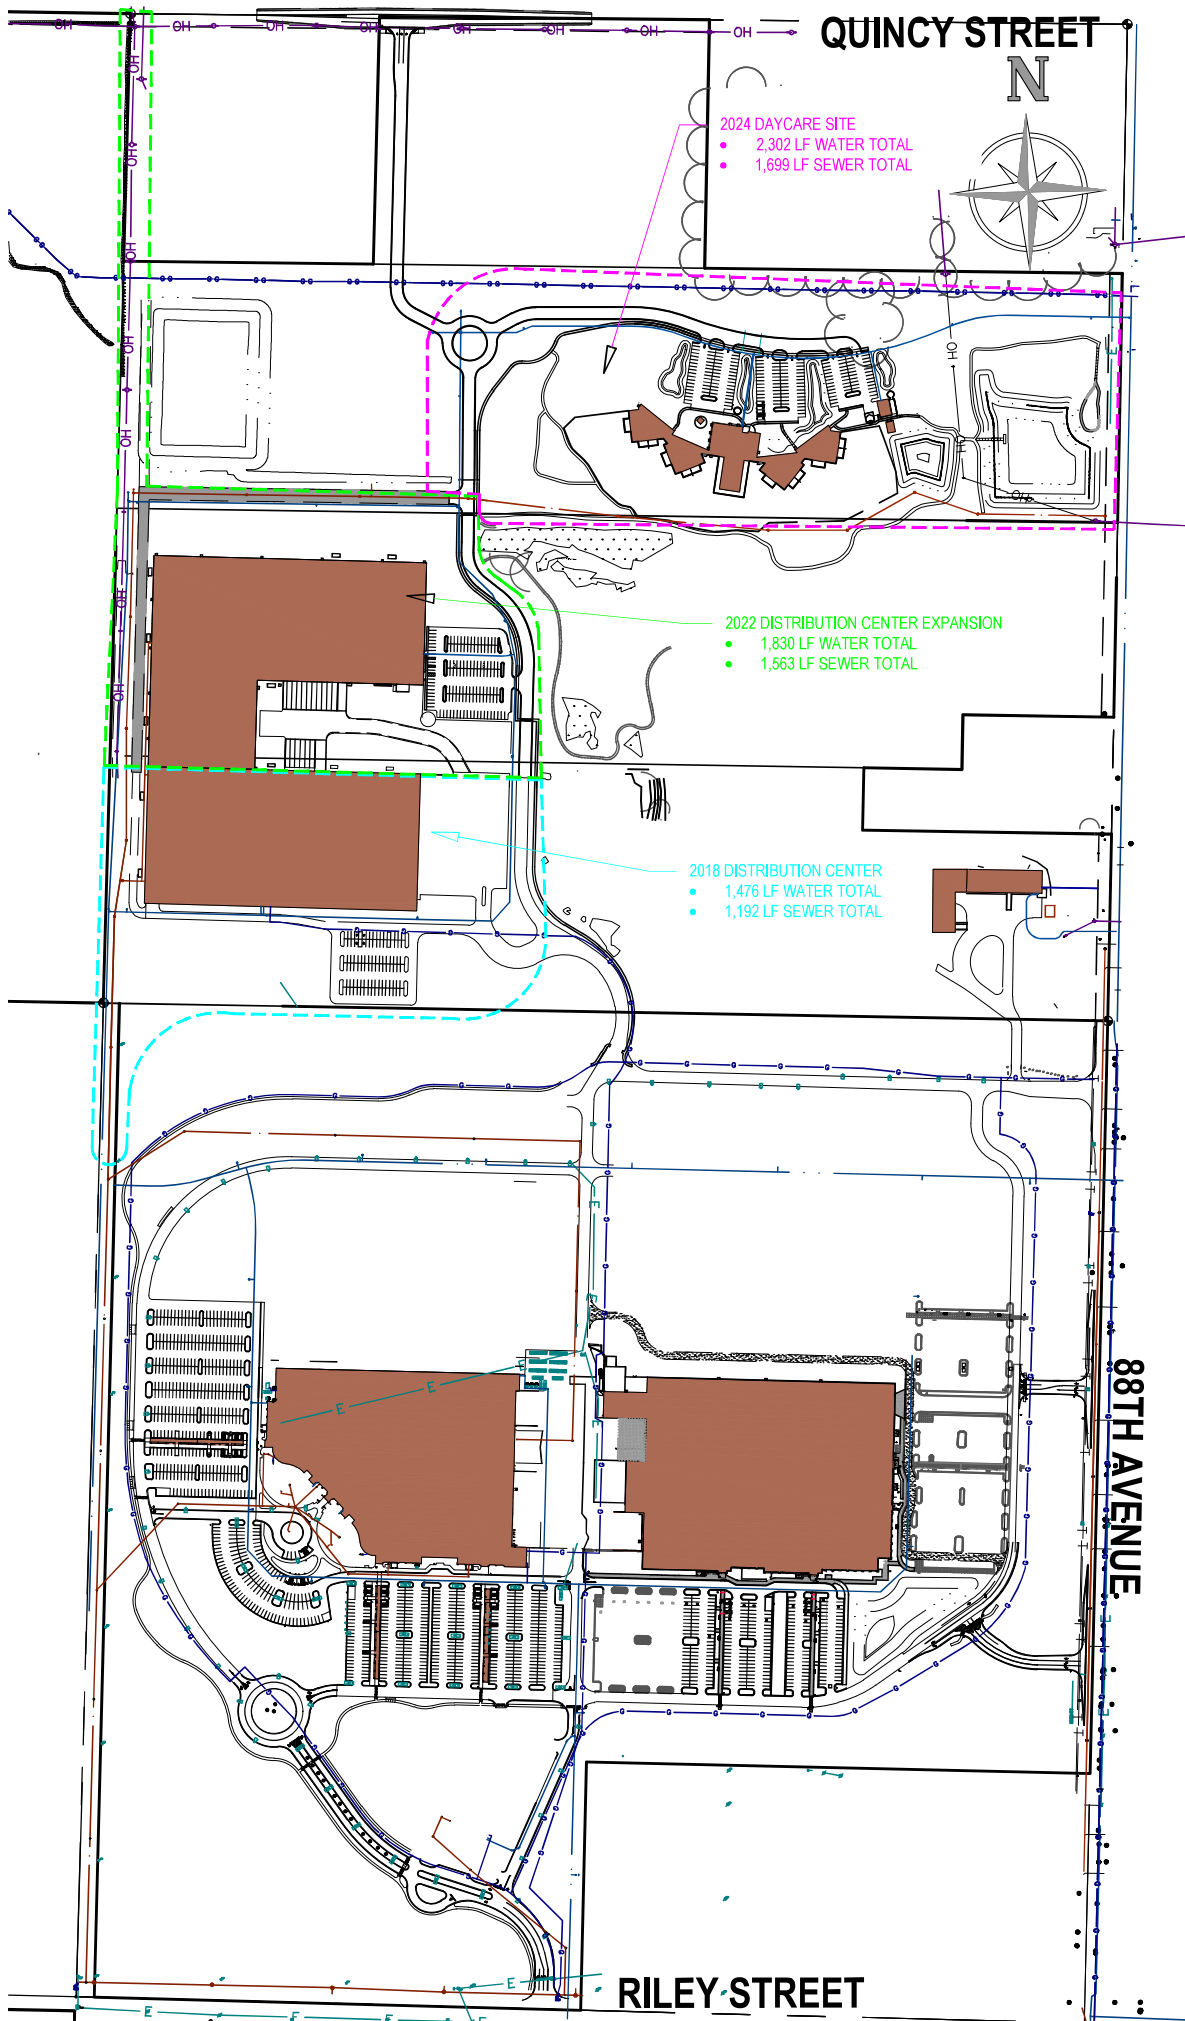 QUINCY STREET
N
2024 DAYCARE SITE
• 2,302 LF WATER TOTAL
• 1,699 LF SEWER TOTAL
2022 DISTRIBUTION CENTER EXPANSION
• 1,830 LF WATER TOTAL
• 1,563 LF SEWER TOTAL
2018 DISTRIBUTION CENTER
• 1,476 LF WATER TOTAL
• 1,192 LF SEWER TOTAL
88TH AVENUE
RILEY STREET